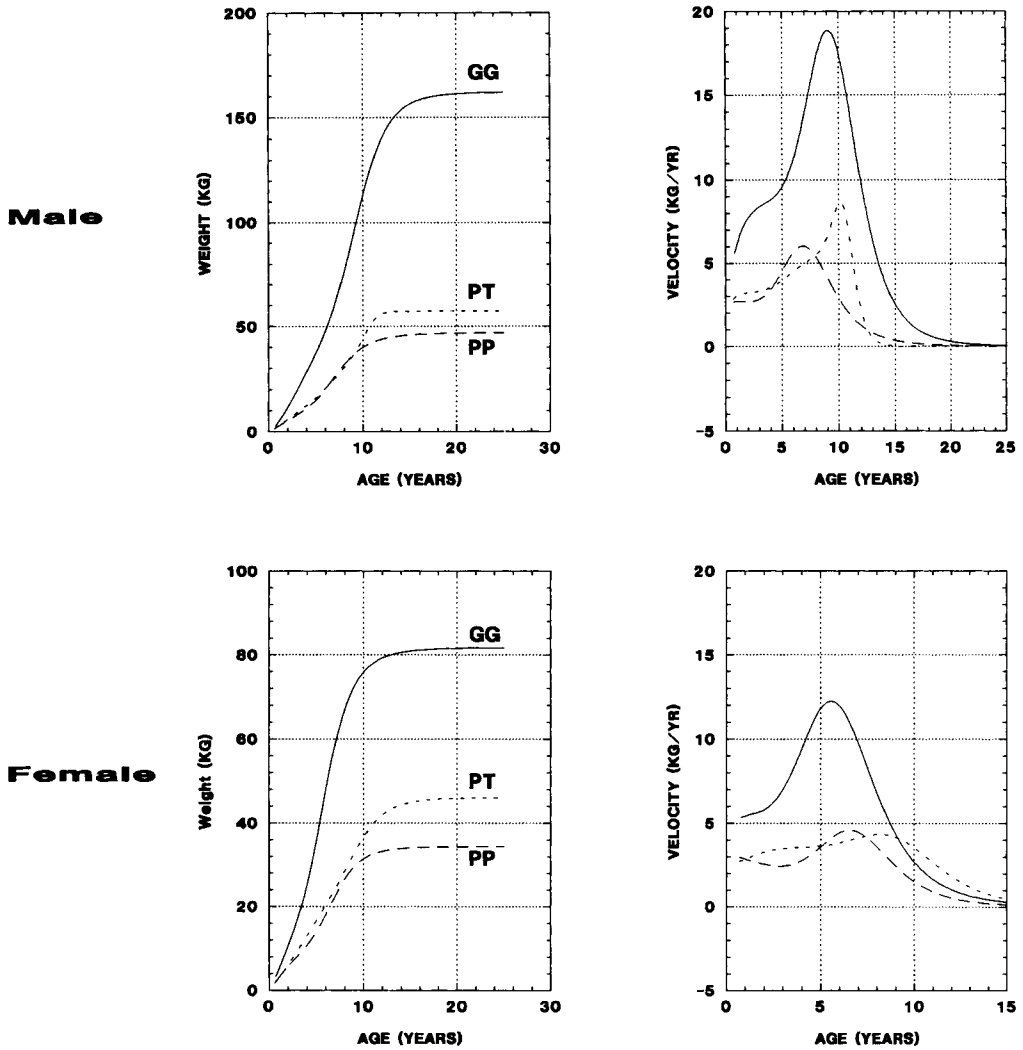 Male
WEIGHT (KG)
200
150
100
50
0
GG
PT
PP
0 10 20 30
AGE (YEARS)
VELOCITY (KG/YR)
20
15
10
5
0
-5
0 5 10 15 20 25
AGE (YEARS)
Female
Weight (KG)
100
80
60
40
20
0
GG
PT
PP
0 10 20 30
AGE (YEARS)
VELOCITY (KG/YR)
20
15
10
5
0
-5
0 5 10 15
AGE (YEARS)